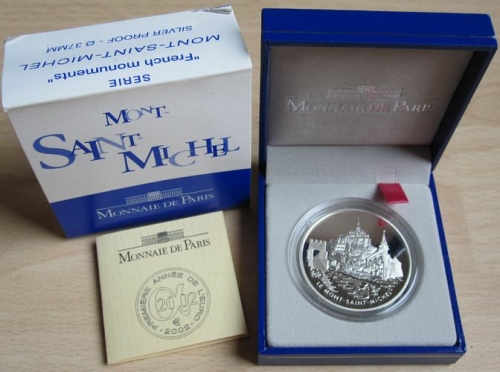 SERIE
"French monuments"
MONT-SAINT-MICHEL
SILVER PROOF - Ø 37MM
MONT-
SAINT-
MICHEL
MONNAIE DE PARIS
MONNAIE DE PARIS
PREMIÈRE ANNÉE DE L'EURO
2002
€
2002
MONNAIE DE PARIS
LE MONT-SAINT-MICHEL